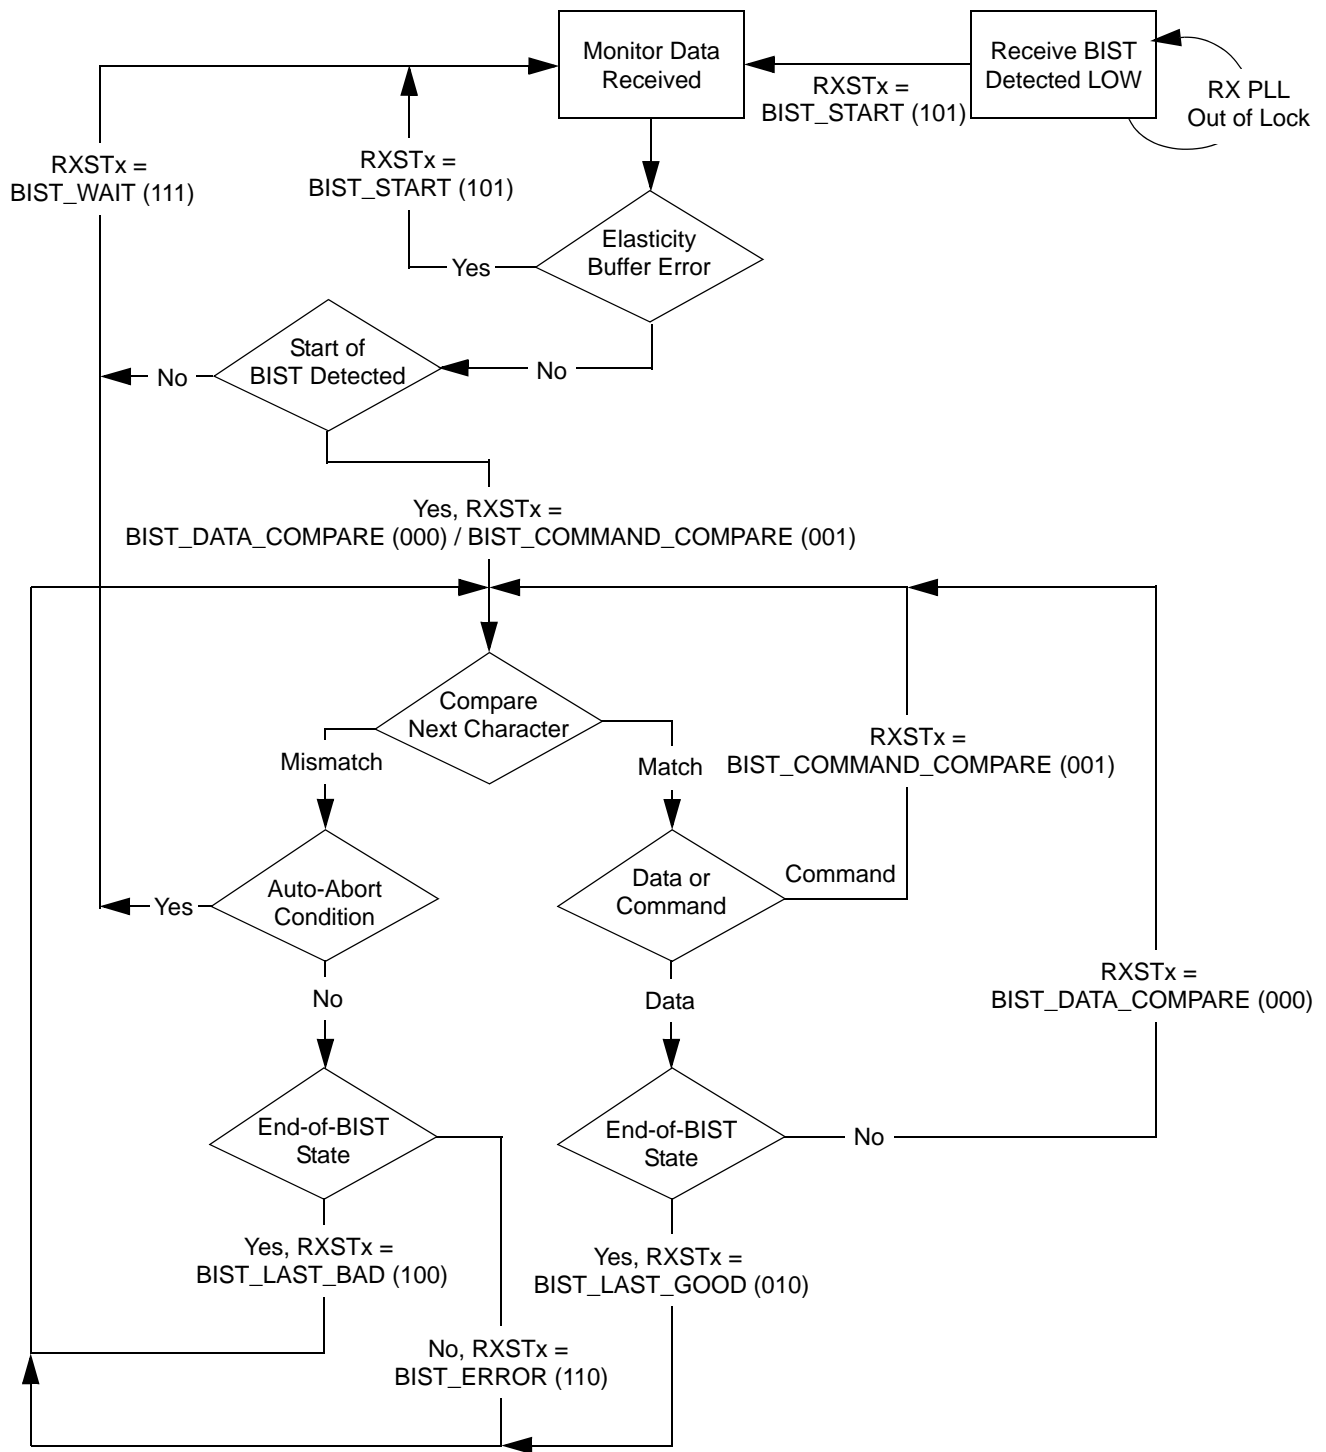 Monitor Data
Received
Receive BIST
Detected LOW
RX PLL
Out of Lock
RXSTx =
BIST_START (101)
RXSTx =
BIST_WAIT (111)
RXSTx =
BIST_START (101)
Elasticity
Buffer Error
Yes
No
Start of
BIST Detected
No
Yes, RXSTx =
BIST_DATA_COMPARE (000) / BIST_COMMAND_COMPARE (001)
Compare
Next Character
Mismatch
Match
RXSTx =
BIST_COMMAND_COMPARE (001)
Auto-Abort
Condition
Yes
Data or
Command
Command
No
Data
RXSTx =
BIST_DATA_COMPARE (000)
End-of-BIST
State
End-of-BIST
State
No
Yes, RXSTx =
BIST_LAST_BAD (100)
Yes, RXSTx =
BIST_LAST_GOOD (010)
No, RXSTx =
BIST_ERROR (110)